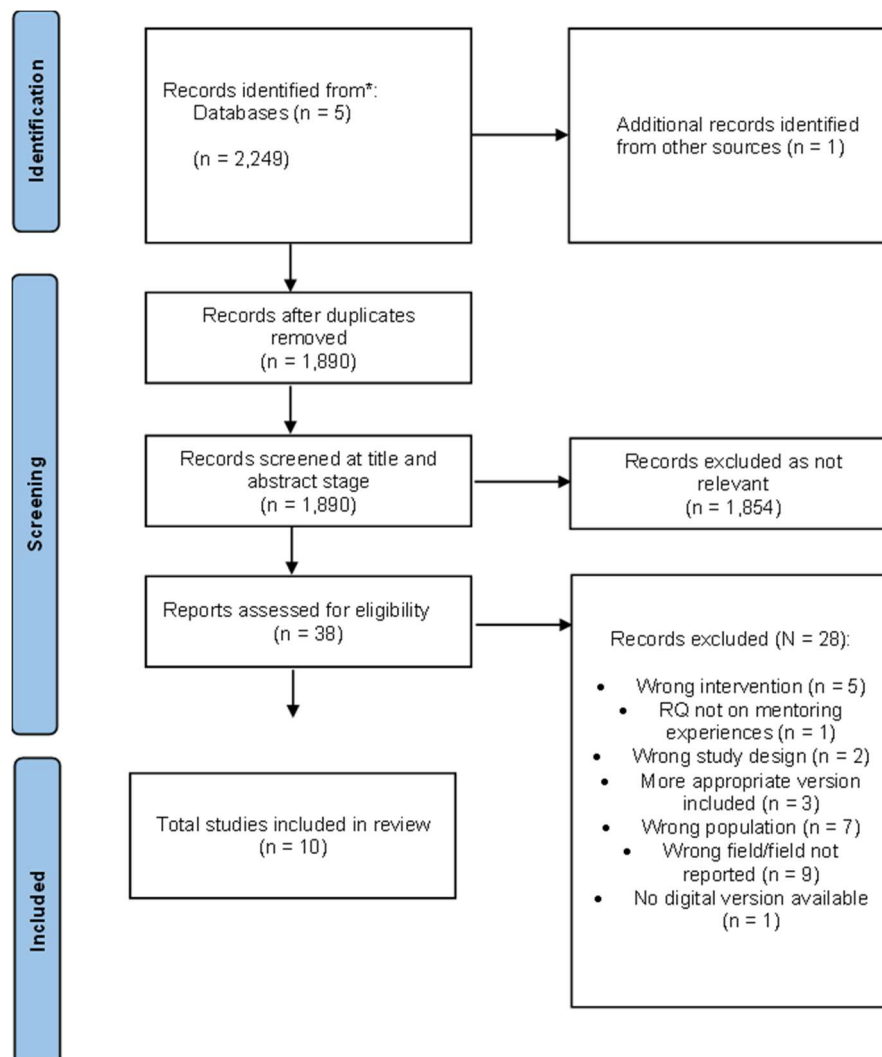 Identification
Records identified from*:
Databases (n = 5)
(n = 2,249)
Additional records identified
from other sources (n = 1)
Screening
Records after duplicates
removed
(n = 1,890)
Records screened at title and
abstract stage
(n = 1,890)
Records excluded as not
relevant
(n = 1,854)
Reports assessed for eligibility
(n = 38)
Records excluded (N = 28):
• Wrong intervention (n = 5)
• RQ not on mentoring
experiences (n = 1)
• Wrong study design (n = 2)
• More appropriate version
included (n = 3)
• Wrong population (n = 7)
• Wrong field/field not
reported (n = 9)
• No digital version available
(n = 1)
Included
Total studies included in review
(n = 10)